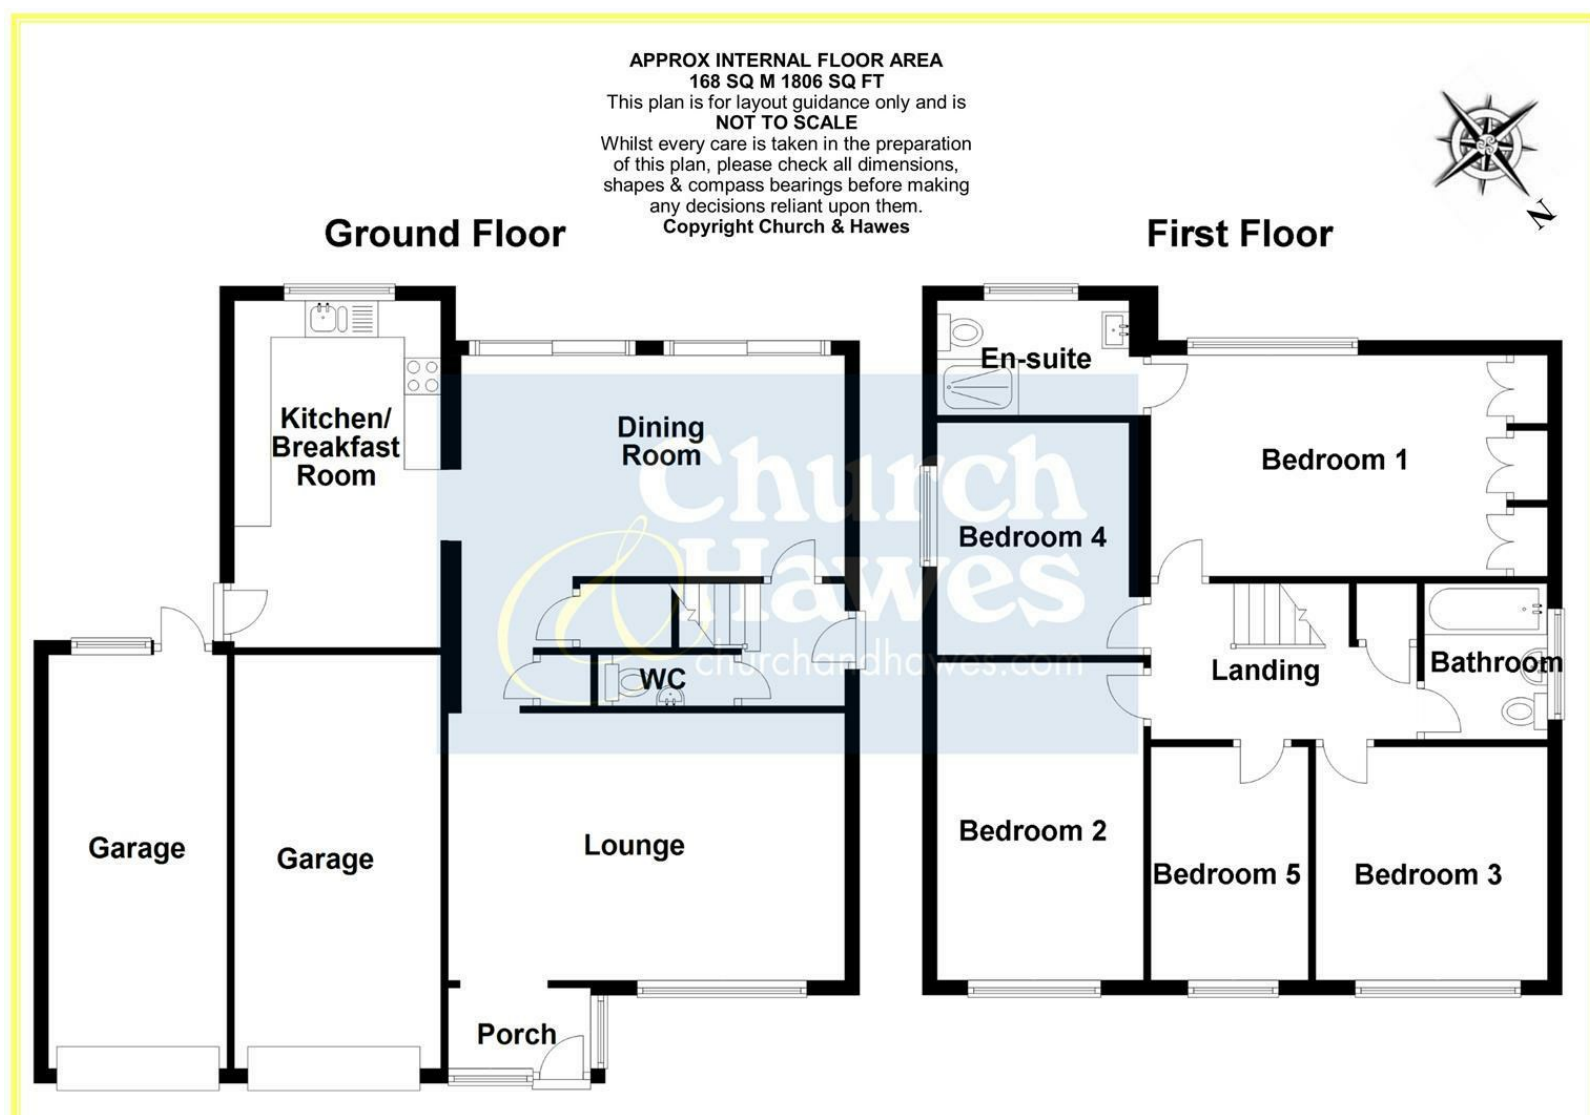 APPROX INTERNAL FLOOR AREA
168 SQ M 1806 SQ FT
This plan is for layout guidance only and is
NOT TO SCALE
Whilst every care is taken in the preparation
of this plan, please check all dimensions,
shapes & compass bearings before making
any decisions reliant upon them.
Copyright Church & Hawes
N
Ground Floor
Kitchen/
Breakfast
Room
Dining
Room
WC
Garage
Garage
Lounge
Porch
First Floor
En-suite
Bedroom 1
Bedroom 4
Landing
Bathroom
Bedroom 2
Bedroom 5
Bedroom 3
Church
& Hawes
churchandhawes.com